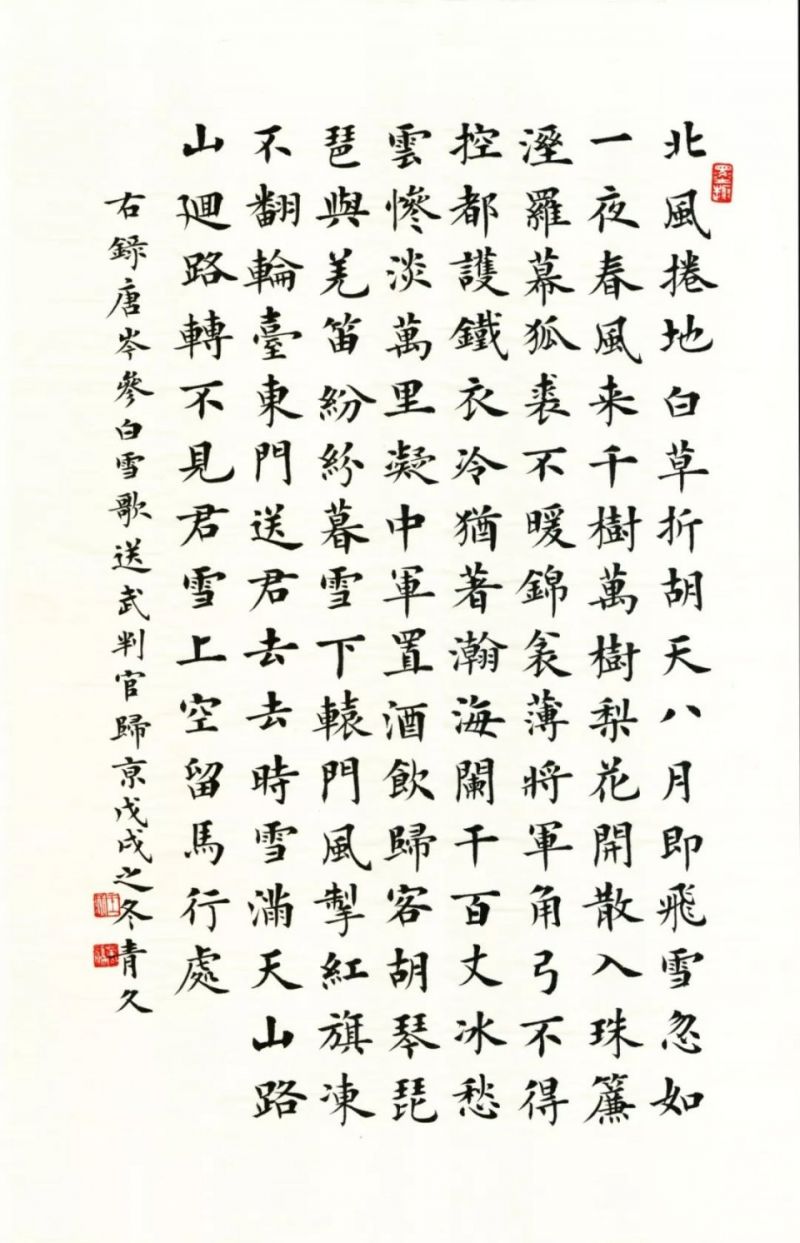 北風捲地白草折胡天八月即飛雪忽如
一夜春風来千樹萬樹梨花開散入珠簾
溼羅幕狐裘不暖錦衾薄將軍角弓不得
控都護鐵衣冷猶著瀚海闌干百丈冰愁
雲慘淡萬里凝中軍置酒飲歸客胡琴琵
琶與羌笛紛紛暮雪下轅門風掣紅旗凍
不翻輪臺東門送君去去時雪滿天山路
山廻路轉不見君雪上空留馬行處
右錄唐岑參白雪歌送武判官歸京戊戌之冬青久